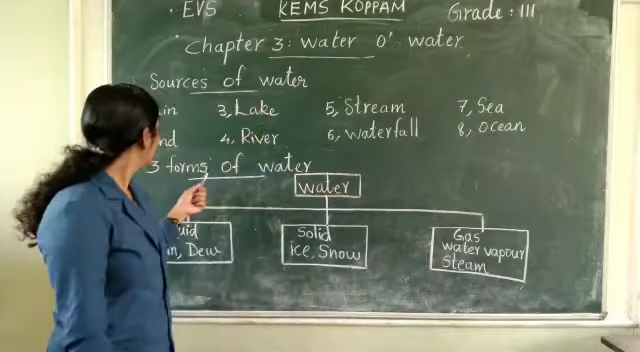 EVS KEMS KOPPAM Grade : III
Chapter 3: Water O' water
Sources of water
3, Lake 5, Stream 7, Sea
4, River 6, Waterfall 8, Ocean
3 forms of water
water
Solid Gas
ice, Snow water vapour
Dew Steam